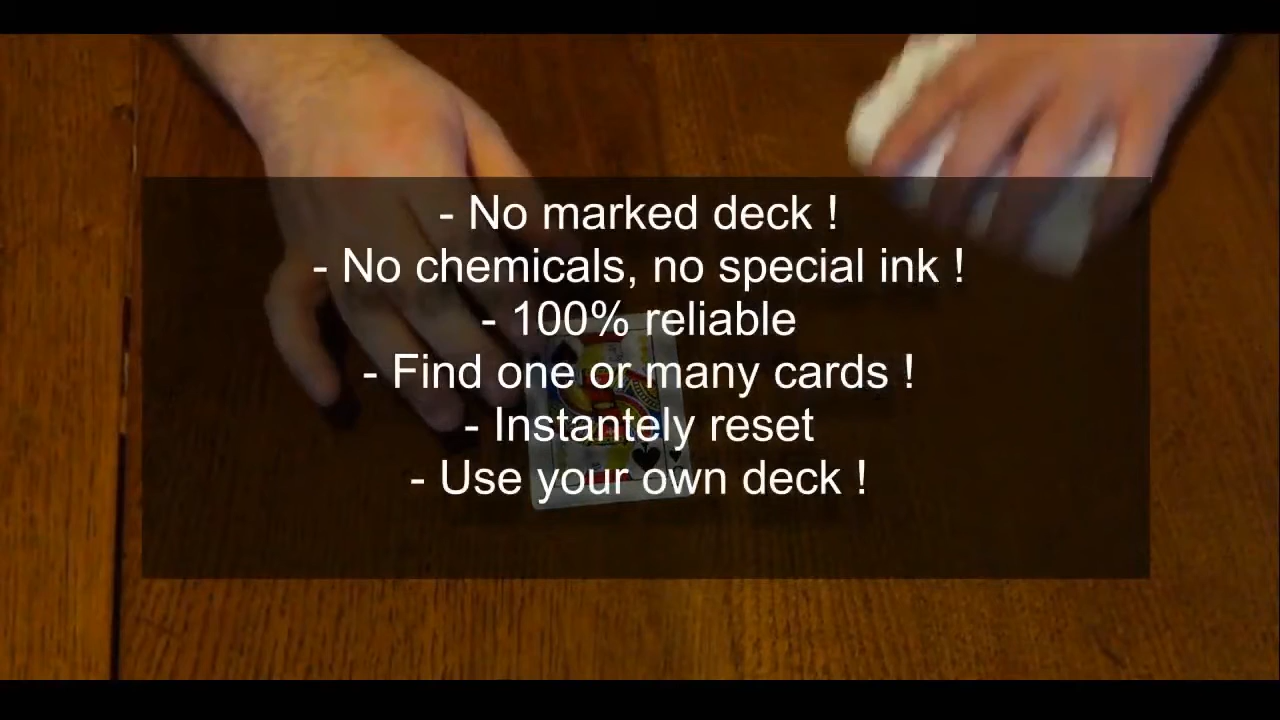 - No marked deck !
- No chemicals, no special ink !
- 100% reliable
- Find one or many cards !
- Instantely reset
- Use your own deck !